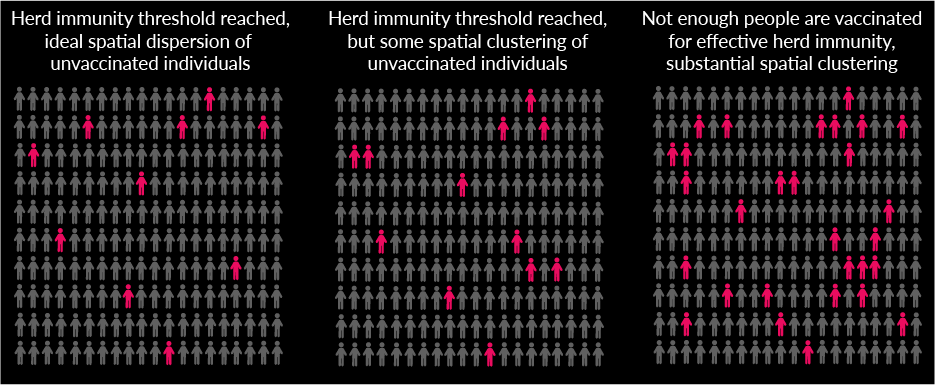 Herd immunity threshold reached,
ideal spatial dispersion of
unvaccinated individuals
Herd immunity threshold reached,
but some spatial clustering of
unvaccinated individuals
Not enough people are vaccinated
for effective herd immunity,
substantial spatial clustering